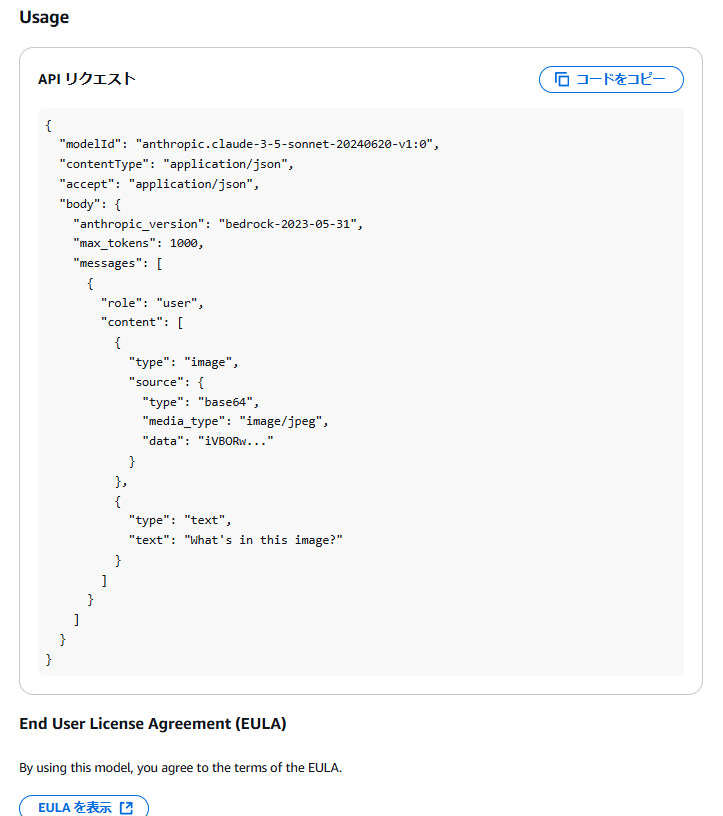 Usage
API リクエスト
コードをコピー
{
  "modelId": "anthropic.claude-3-5-sonnet-20240620-v1:0",
  "contentType": "application/json",
  "accept": "application/json",
  "body": {
    "anthropic_version": "bedrock-2023-05-31",
    "max_tokens": 1000,
    "messages": [
      {
        "role": "user",
        "content": [
          {
            "type": "image",
            "source": {
              "type": "base64",
              "media_type": "image/jpeg",
              "data": "iVBORw..."
            }
          },
          {
            "type": "text",
            "text": "What's in this image?"
          }
        ]
      }
    ]
  }
}
End User License Agreement (EULA)
By using this model, you agree to the terms of the EULA.
EULA を表示